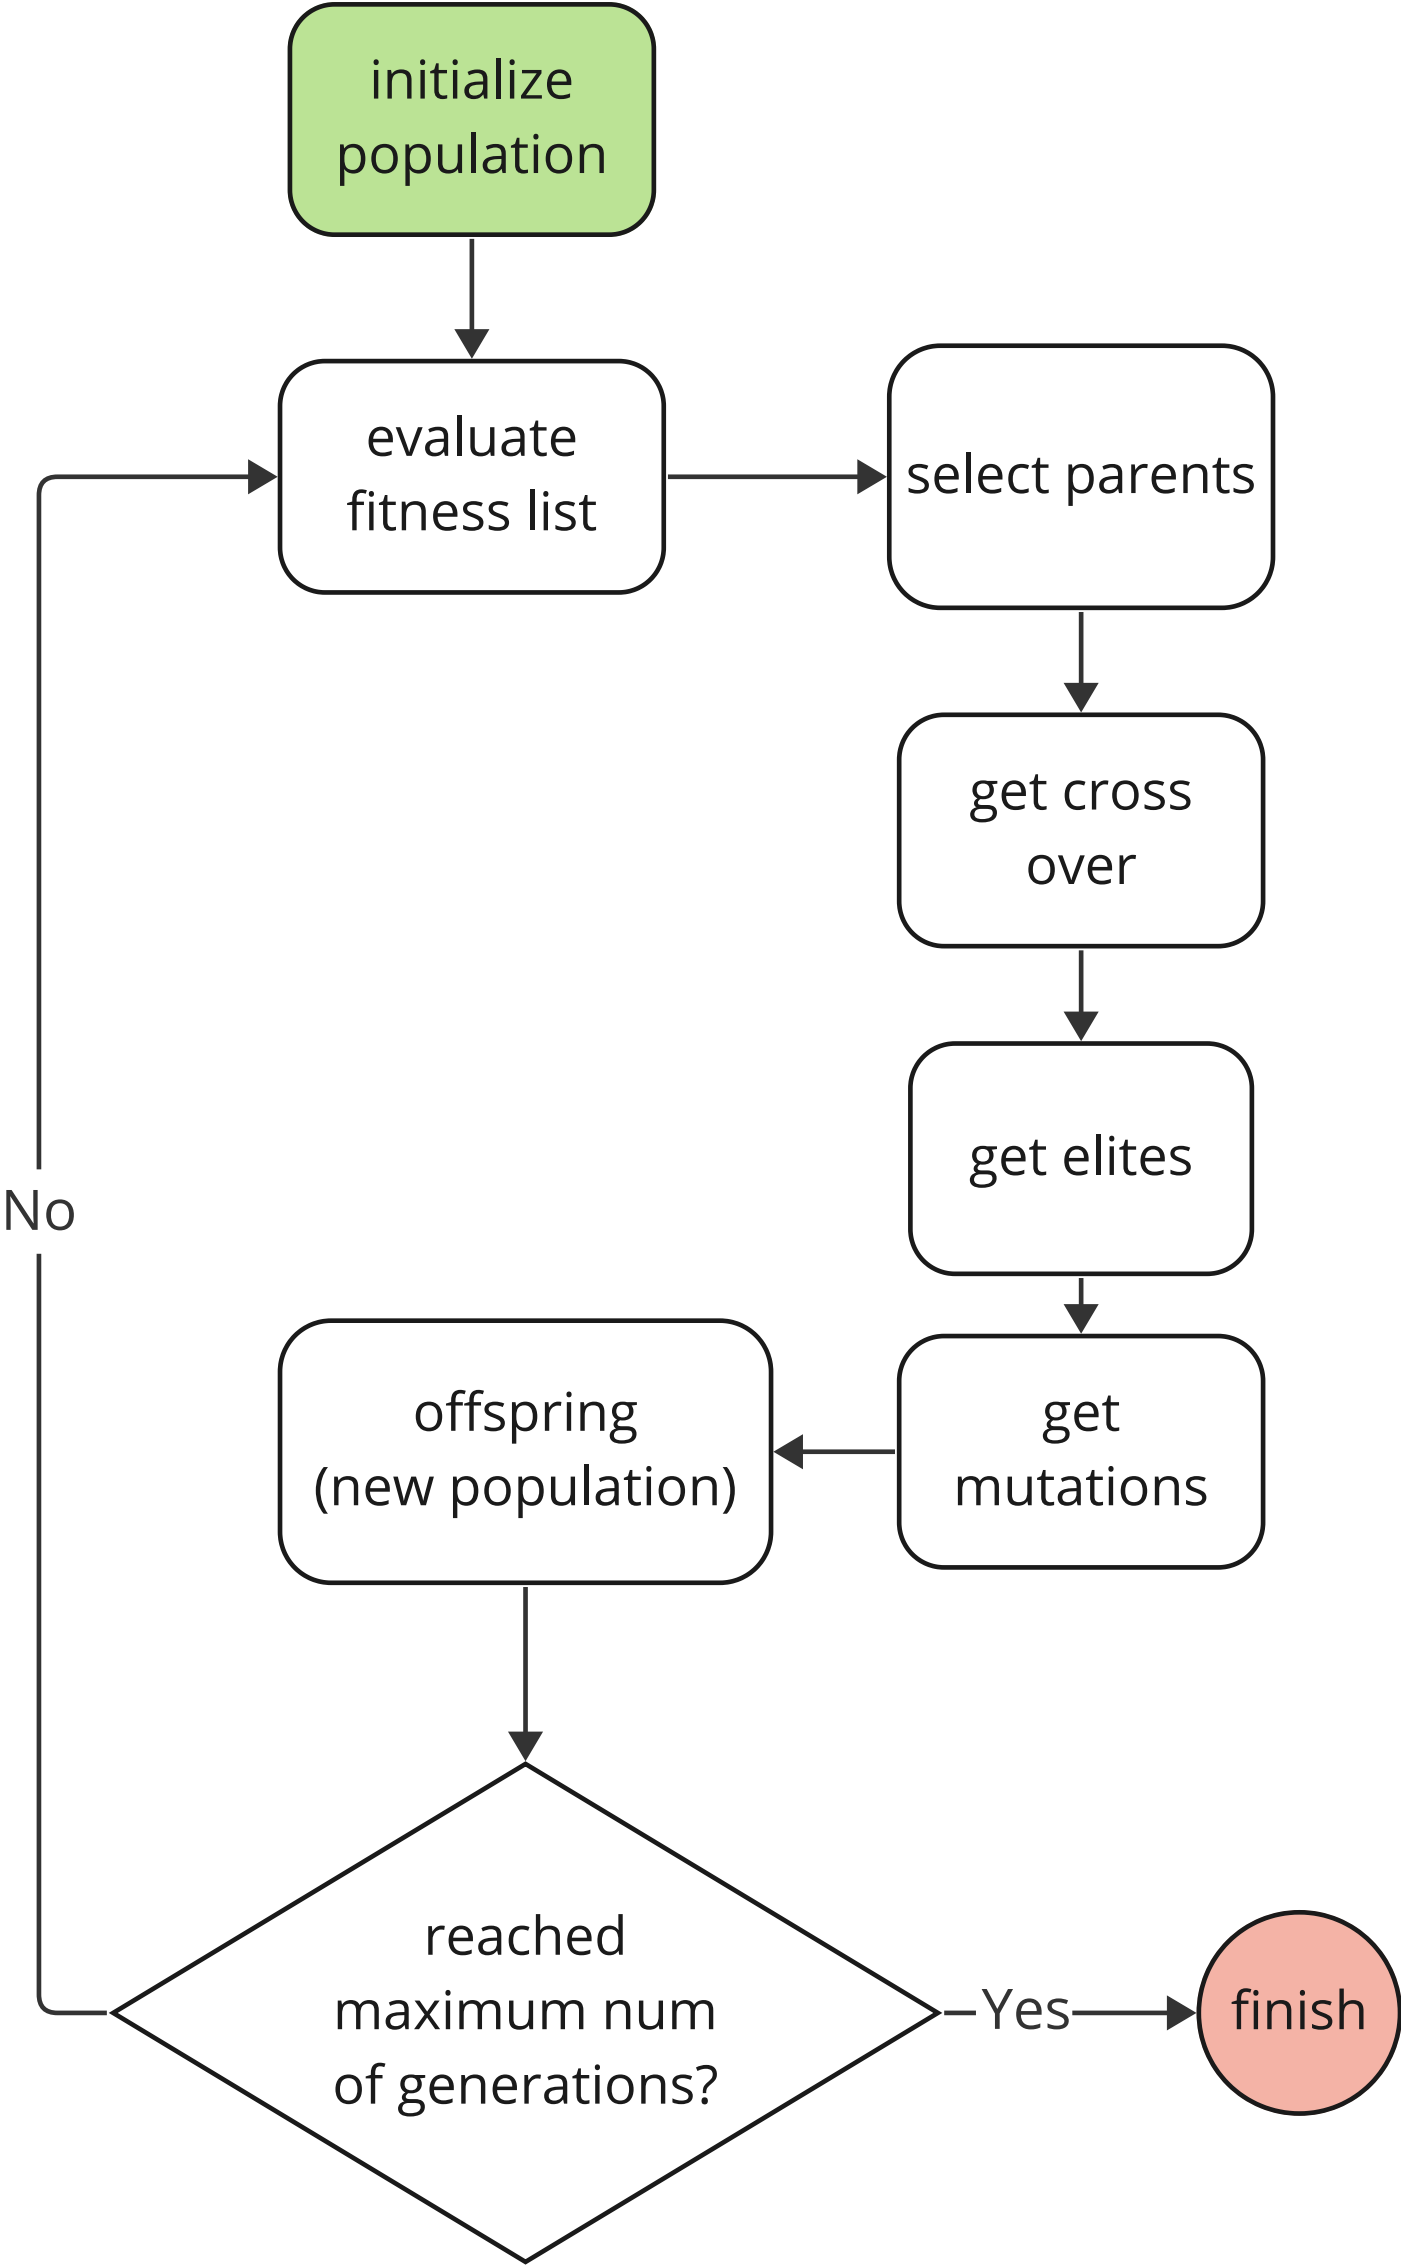 initialize
population
evaluate
fitness list
select parents
get cross
over
get elites
No
get
mutations
offspring
(new population)
reached
maximum num
of generations?
Yes
finish